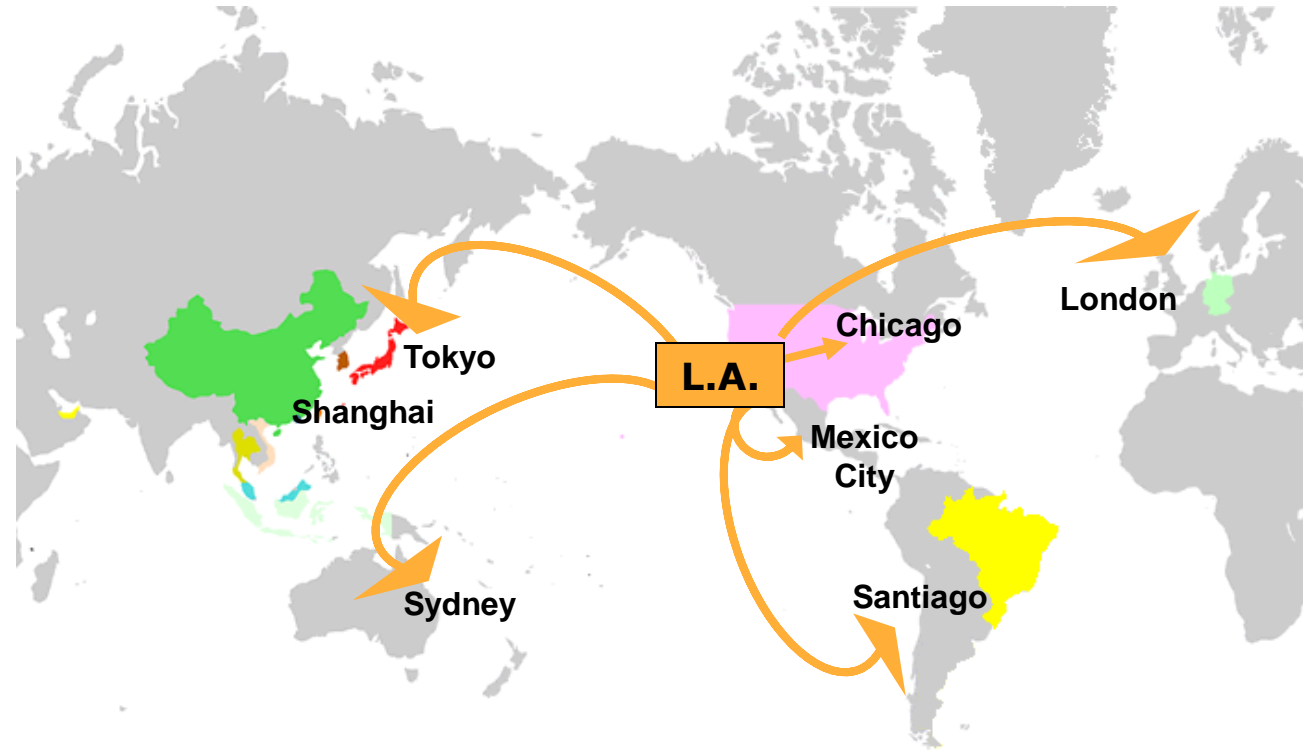 London
Chicago
Tokyo
L.A.
Shanghai
Mexico
City
Sydney
Santiago